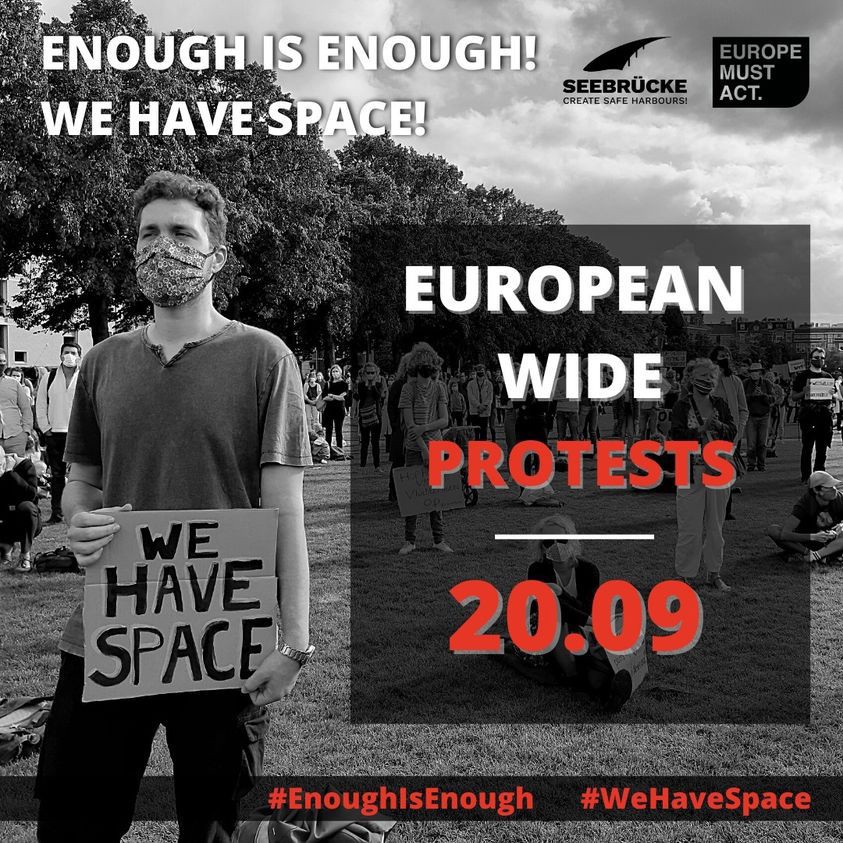 ENOUGH IS ENOUGH!
WE HAVE SPACE!
SEEBRÜCKE
CREATE SAFE HARBOURS!
EUROPE
MUST
ACT.
EUROPEAN
WIDE
PROTESTS
20.09
WE
HAVE
SPACE
#EnoughIsEnough #WeHaveSpace